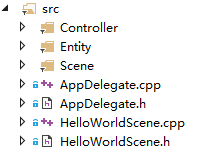 src
Controller
Entity
Scene
AppDelegate.cpp
AppDelegate.h
HelloWorldScene.cpp
HelloWorldScene.h